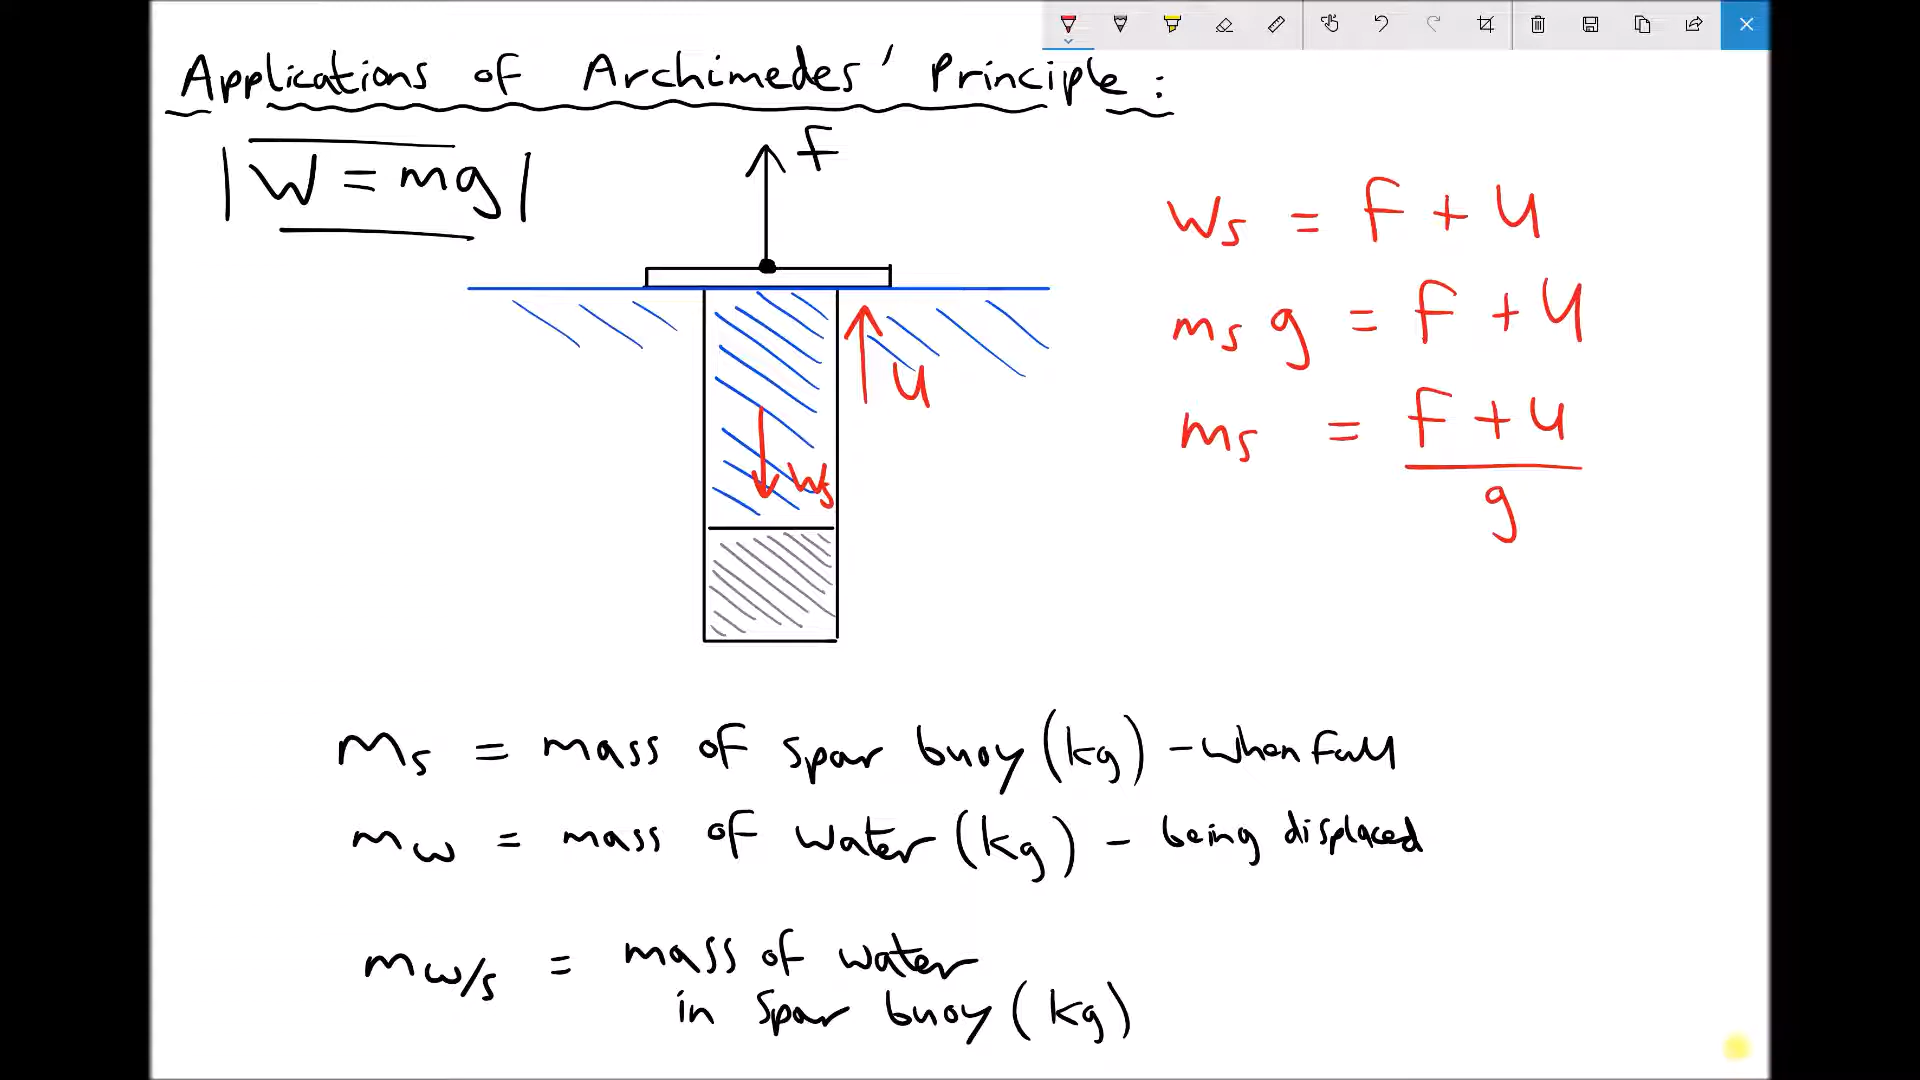 Applications of Archimedes' Principle:
W = mg
F
Ws = F + U
ms g = F + U
U
ms = F + U
g
Ws
ms = mass of spar buoy (kg) - when full
mw = mass of water (kg) - being displaced
mw/s = mass of water
in spar buoy (kg)